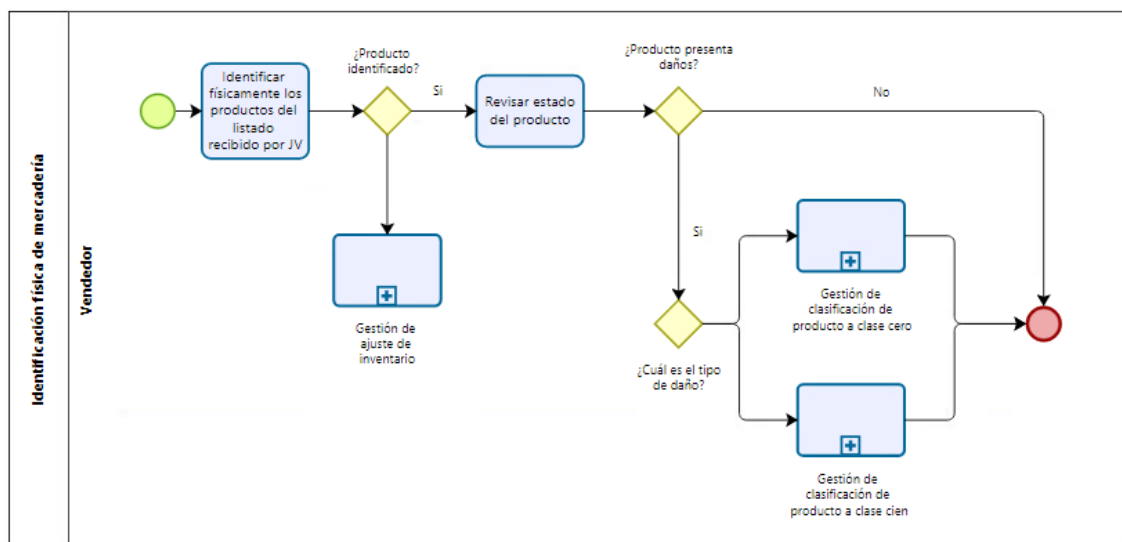 Identificación física de mercadería
Vendedor
Identificar
físicamente los
productos del
listado
recibido por JV
¿Producto
identificado?
Si
Gestión de
ajuste de
inventario
Revisar estado
del producto
¿Producto presenta
daños?
No
Si
¿Cuál es el tipo
de daño?
Gestión de
clasificación de
producto a clase cero
Gestión de
clasificación de
producto a clase cien